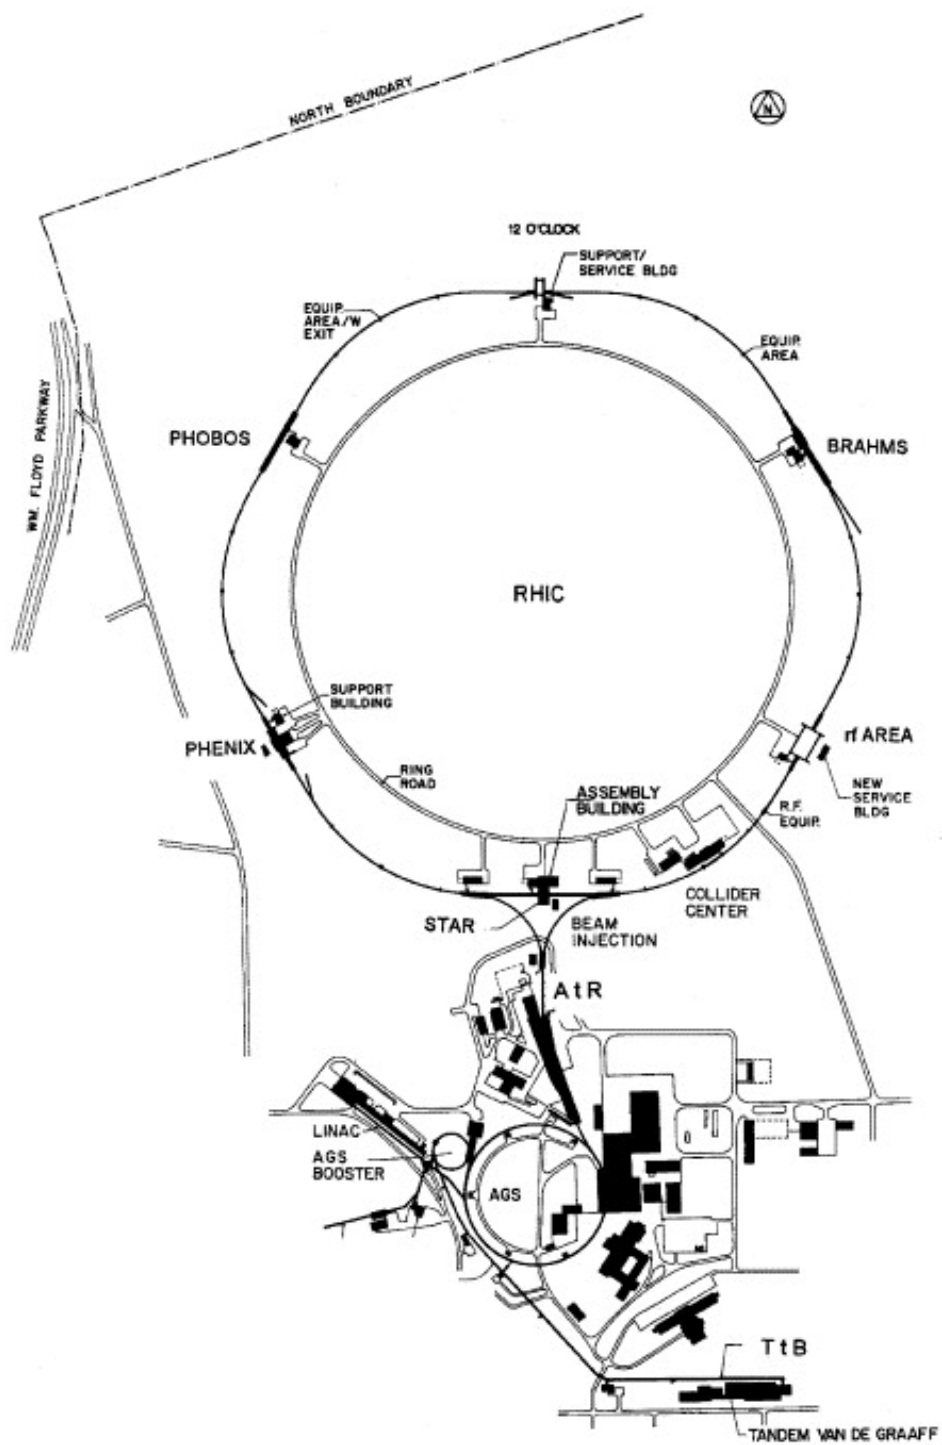 NORTH BOUNDARY
N
12 O'CLOCK
SUPPORT/
SERVICE BLDG
EQUIP.
AREA/W
EXIT
EQUIP.
AREA
WM. FLOYD PARKWAY
PHOBOS
BRAHMS
RHIC
SUPPORT
BUILDING
PHENIX
rf AREA
RING
ROAD
ASSEMBLY
BUILDING
NEW
SERVICE
BLDG
R.F.
EQUIP.
COLLIDER
CENTER
STAR
BEAM
INJECTION
AtR
LINAC
AGS
BOOSTER
AGS
TtB
TANDEM VAN DE GRAAFF